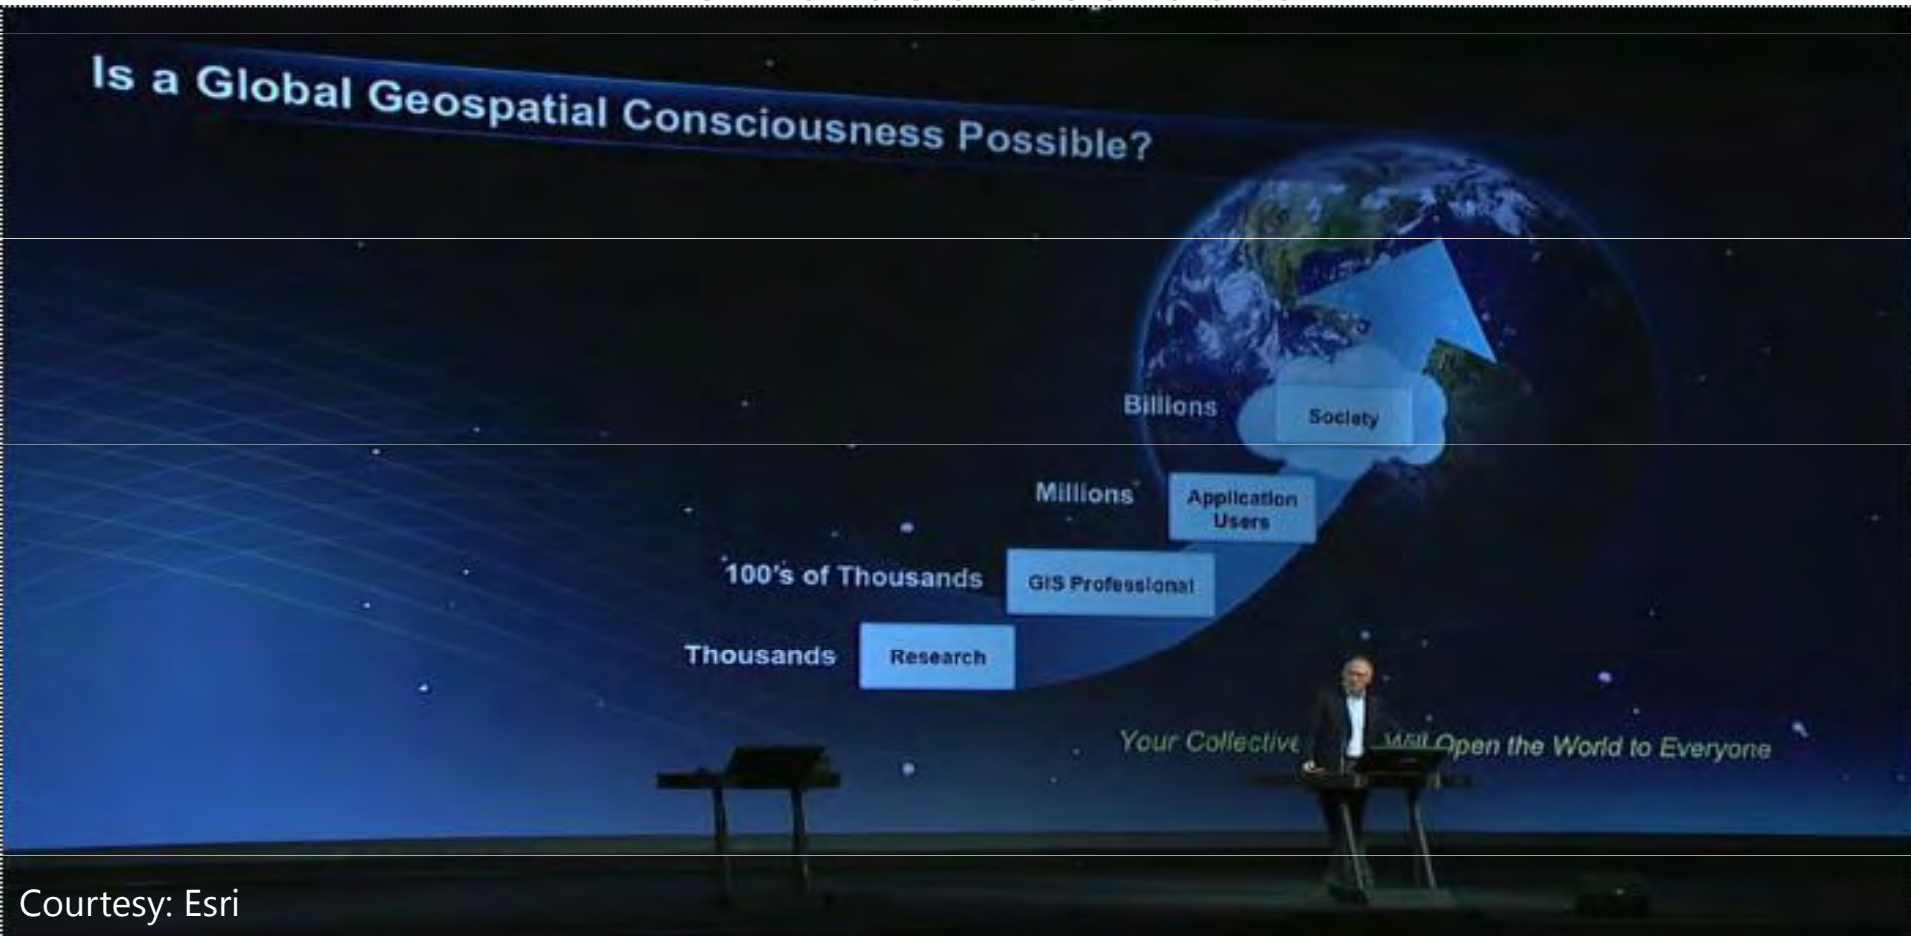 Is a Global Geospatial Consciousness Possible?
Billions
Society
Millions
Application
Users
100's of Thousands
GIS Professional
Thousands
Research
Your Collective Will Open the World to Everyone
Courtesy: Esri